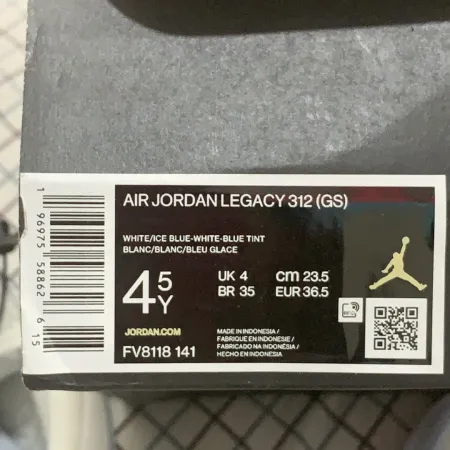 AIR JORDAN LEGACY 312 (GS)
WHITE/ICE BLUE-WHITE-BLUE TINT
BLANC/BLANC/BLEU GLACE
4 5 Y
UK 4 cm 23.5
BR 35 EUR 36.5
JORDAN.COM
FV8118 141
MADE IN INDONESIA /
FABRIQUE EN INDONESIE /
FABRICADO NA INDONÉSIA /
HECHO EN INDONESIA
1 96975 58862 6 15